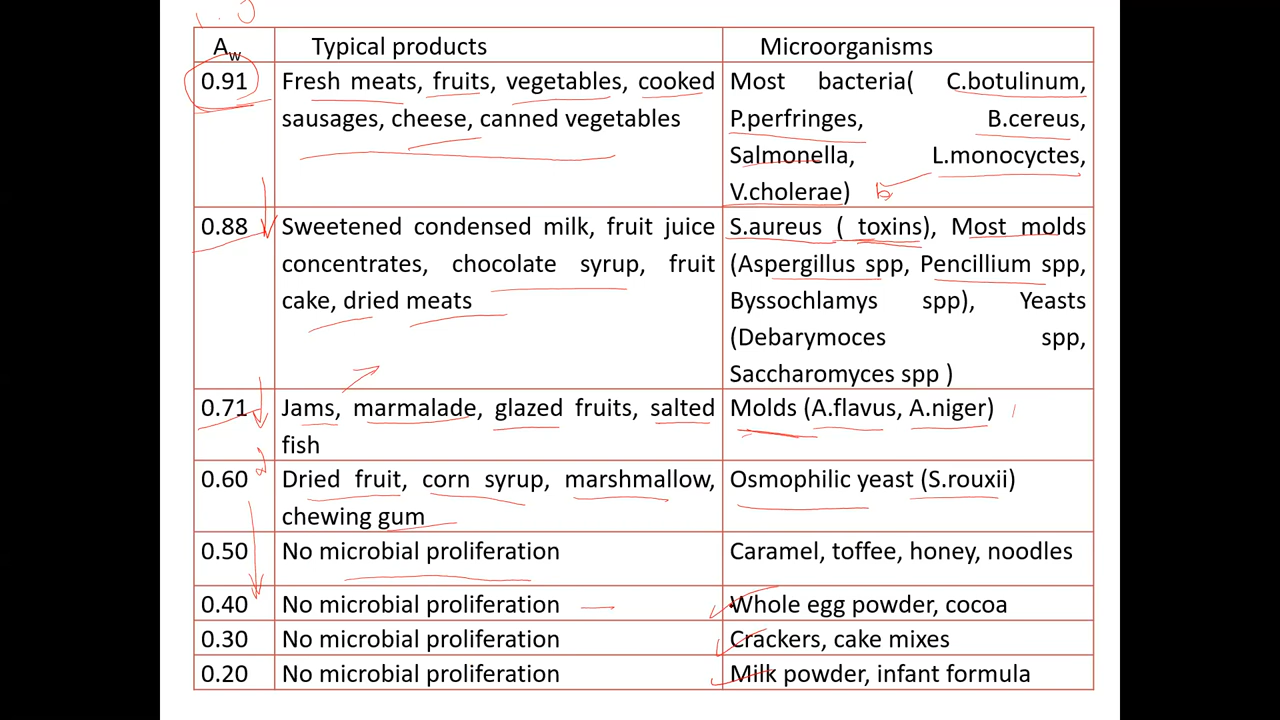 1.0
A_w Typical products Microorganisms
0.91 Fresh meats, fruits, vegetables, cooked Most bacteria( C.botulinum,
sausages, cheese, canned vegetables P.perfringes, B.cereus,
Salmonella, L.monocyctes,
V.cholerae)
0.88 Sweetened condensed milk, fruit juice S.aureus ( toxins), Most molds
concentrates, chocolate syrup, fruit (Aspergillus spp, Pencillium spp,
cake, dried meats Byssochlamys spp), Yeasts
(Debarymoces spp,
Saccharomyces spp )
0.71 Jams, marmalade, glazed fruits, salted Molds (A.flavus, A.niger)
fish
0.60 Dried fruit, corn syrup, marshmallow, Osmophilic yeast (S.rouxii)
chewing gum
0.50 No microbial proliferation Caramel, toffee, honey, noodles
0.40 No microbial proliferation Whole egg powder, cocoa
0.30 No microbial proliferation Crackers, cake mixes
0.20 No microbial proliferation Milk powder, infant formula